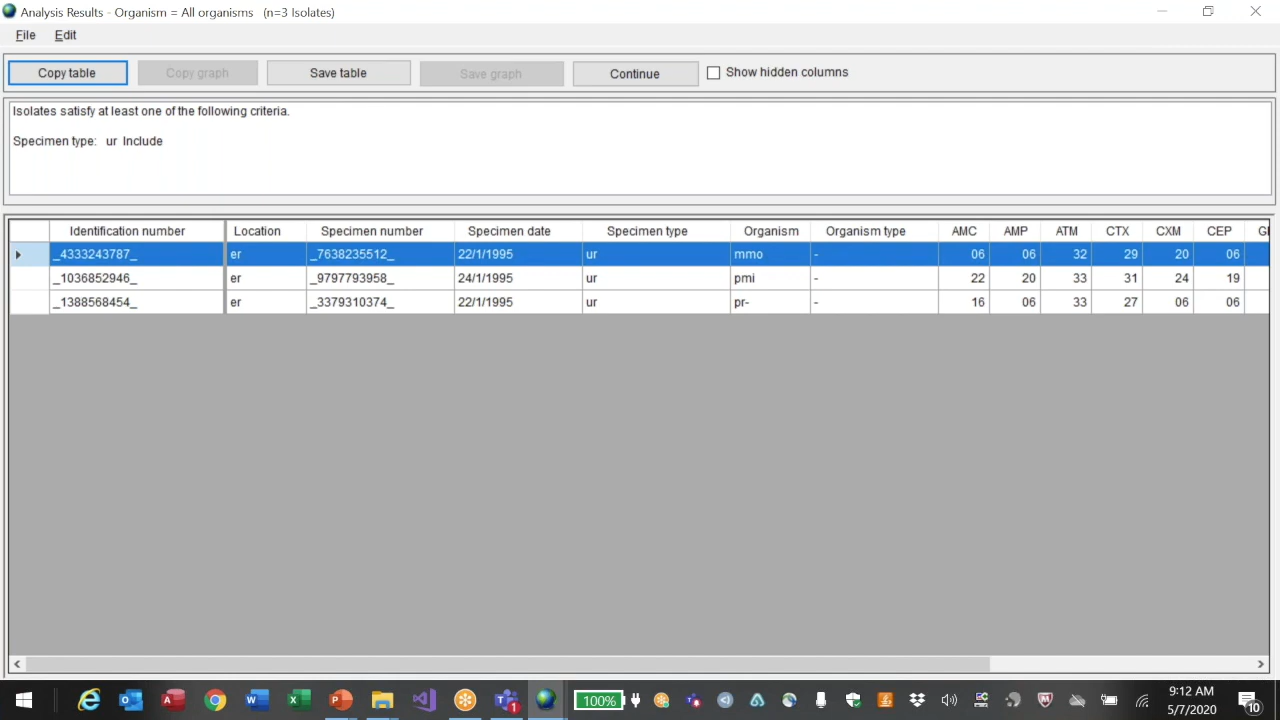 Analysis Results - Organism = All organisms (n=3 Isolates)
File Edit
Copy table Copy graph Save table Save graph Continue Show hidden columns
Isolates satisfy at least one of the following criteria.
Specimen type: ur Include
Identification number Location Specimen number Specimen date Specimen type Organism Organism type AMC AMP ATM CTX CXM CEP
_4333243787_ er _7638235512_ 22/1/1995 ur mmo - 06 06 32 29 20 06
_1036852946_ er _9797793958_ 24/1/1995 ur pmi - 22 20 33 31 24 19
_1388568454_ er _3379310374_ 22/1/1995 ur pr- - 16 06 33 27 06 06
100%
9:12 AM
5/7/2020
10